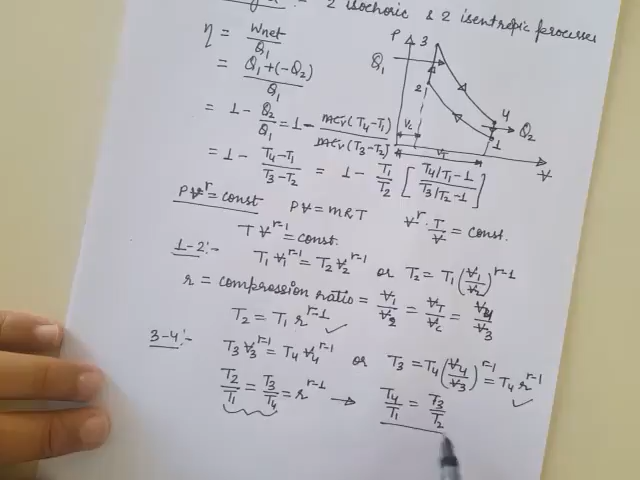 2 isochoric & 2 isentropic processes
η = Wnet / Q₁
= Q₁+(-Q₂) / Q₁
= 1 - Q₂/Q₁ = 1 - mCv(T₄-T₁) / mCv(T₃-T₂)
= 1 - T₄-T₁ / T₃-T₂ = 1 - T₁/T₂ [T₄/T₁-1 / T₃/T₂-1]
P 3
Q₁
2
4
Q₂
1
Vc
VT
V
PV^r = const PV = mRT V^r · T/V = const.
TV^r-1 = const.
1-2:- T₁V₁^r-1 = T₂V₂^r-1 or T₂ = T₁(V₁/V₂)^r-1
r = compression ratio = V₁/V₂ = VT/Vc = V₄/V₃
T₂ = T₁ r^r-1 ✓
3-4:- T₃V₃^r-1 = T₄V₄^r-1 or T₃ = T₄(V₄/V₃)^r-1 = T₄ r^r-1 ✓
T₂/T₁ = T₃/T₄ = r^r-1 → T₄/T₁ = T₃/T₂